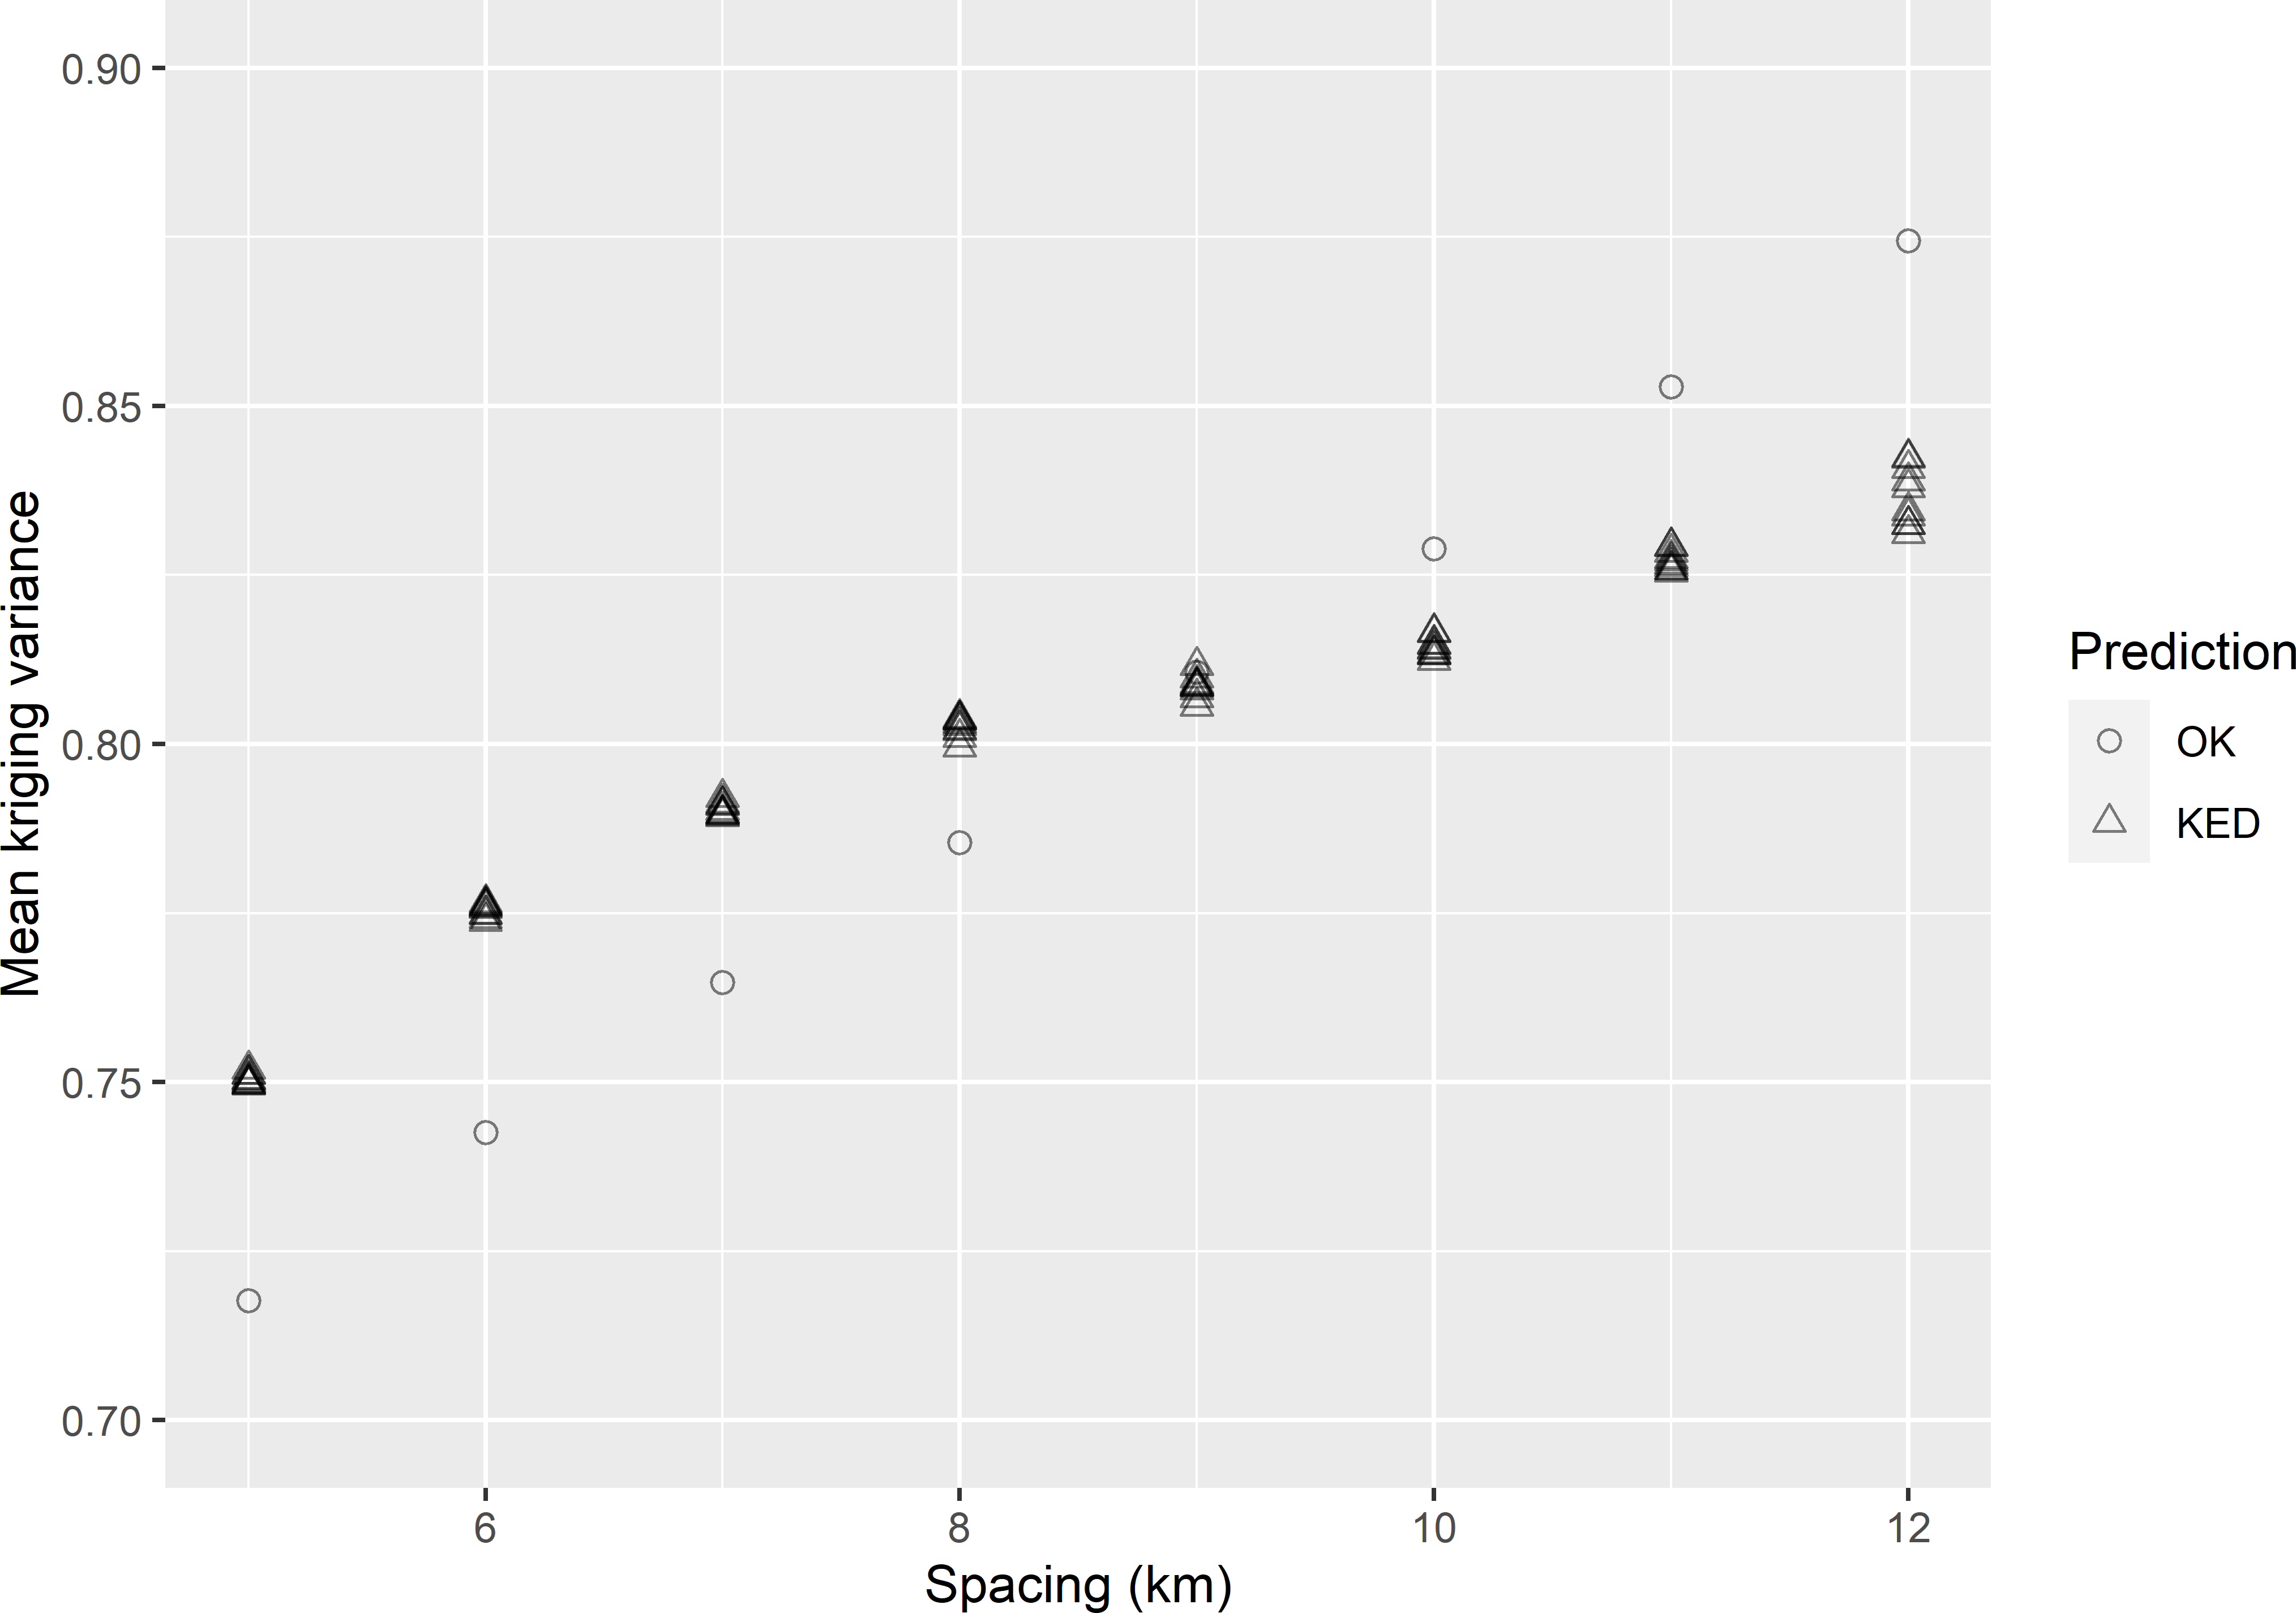 0.90
0.85
0.80
0.75
0.70
Mean kriging variance
6 8 10 12
Spacing (km)
Prediction
OK
KED